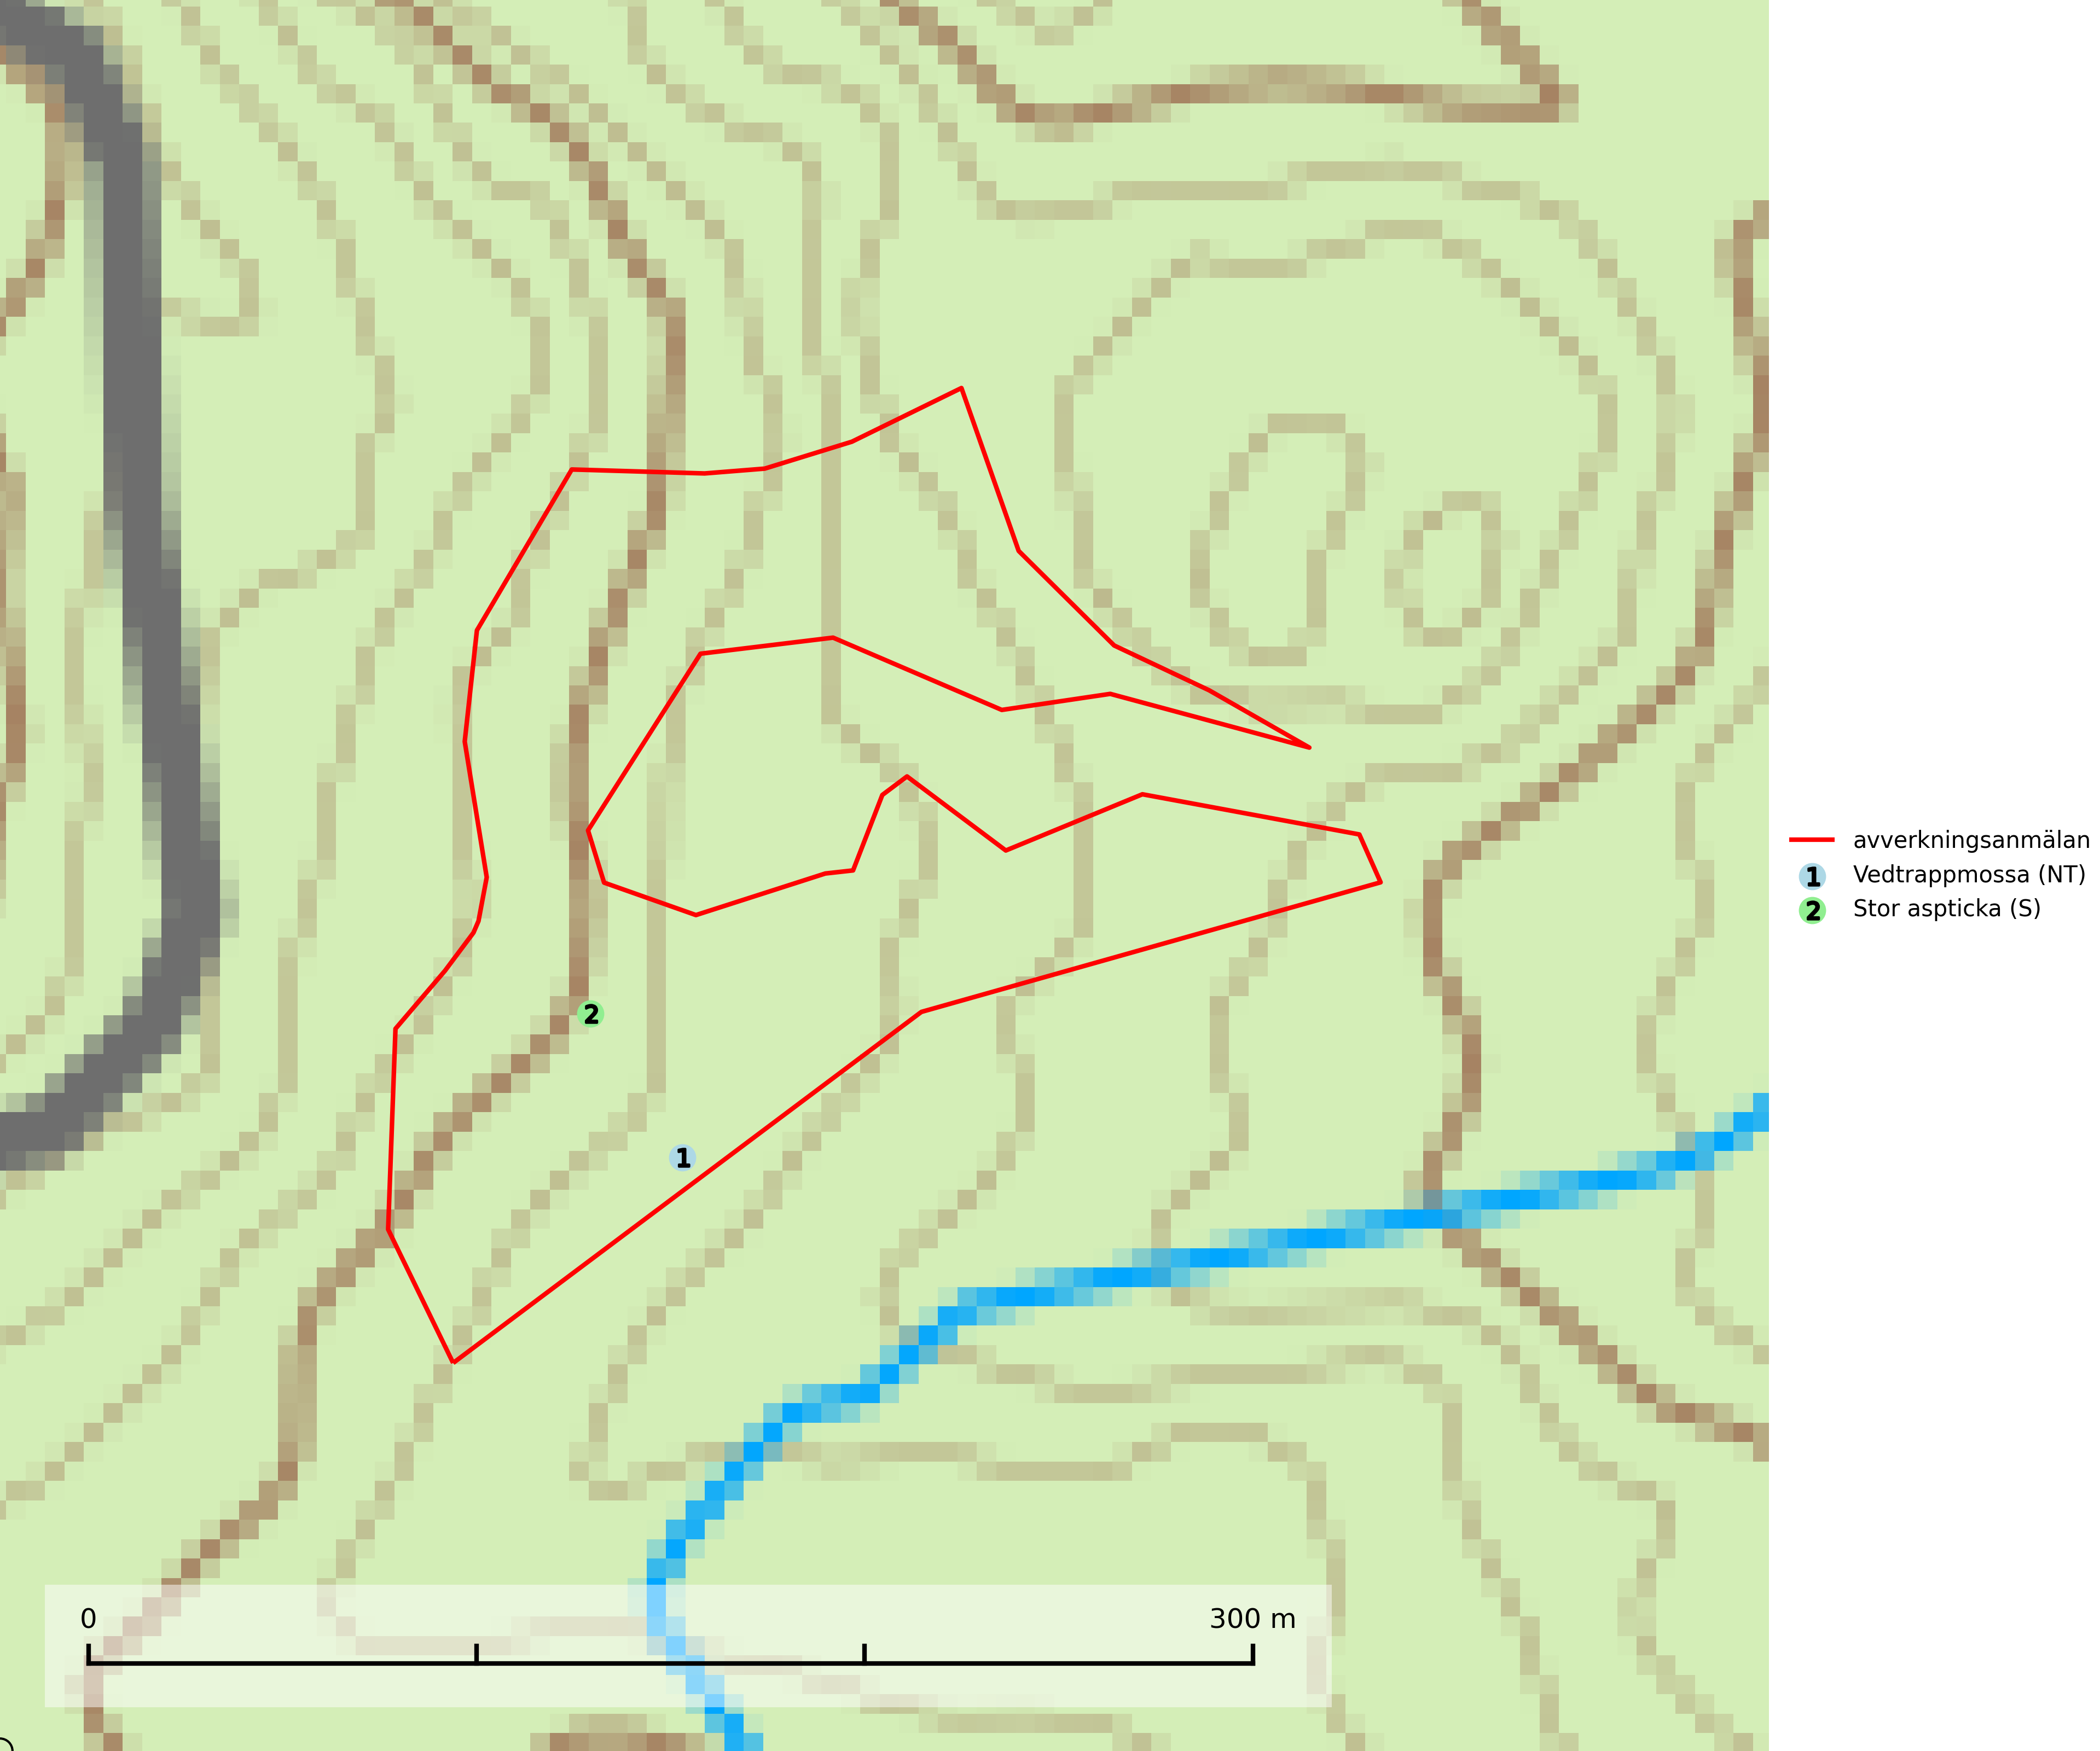 avverkningsanmälan
1 Vedtrappmossa (NT)
2 Stor aspticka (S)
2
1
0 300 m